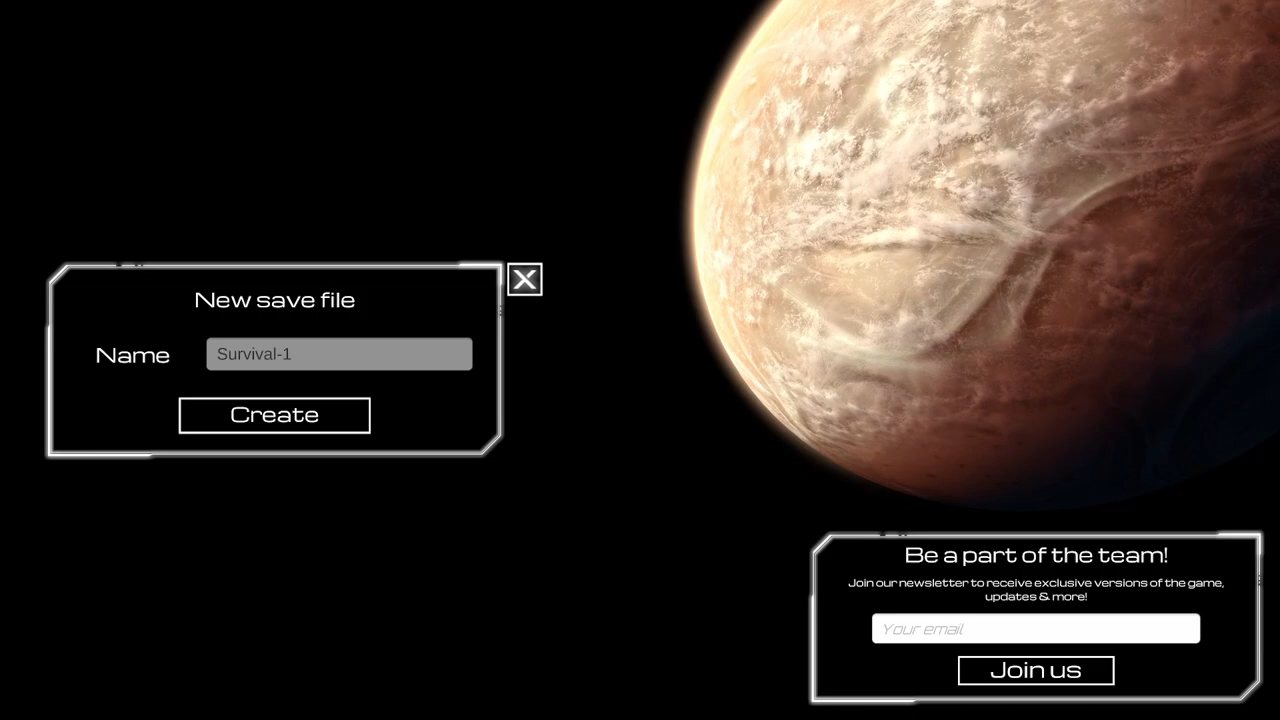 New save file
Name
Survival-1
Create
Be a part of the team!
Join our newsletter to receive exclusive versions of the game,
updates & more!
Your email
Join us